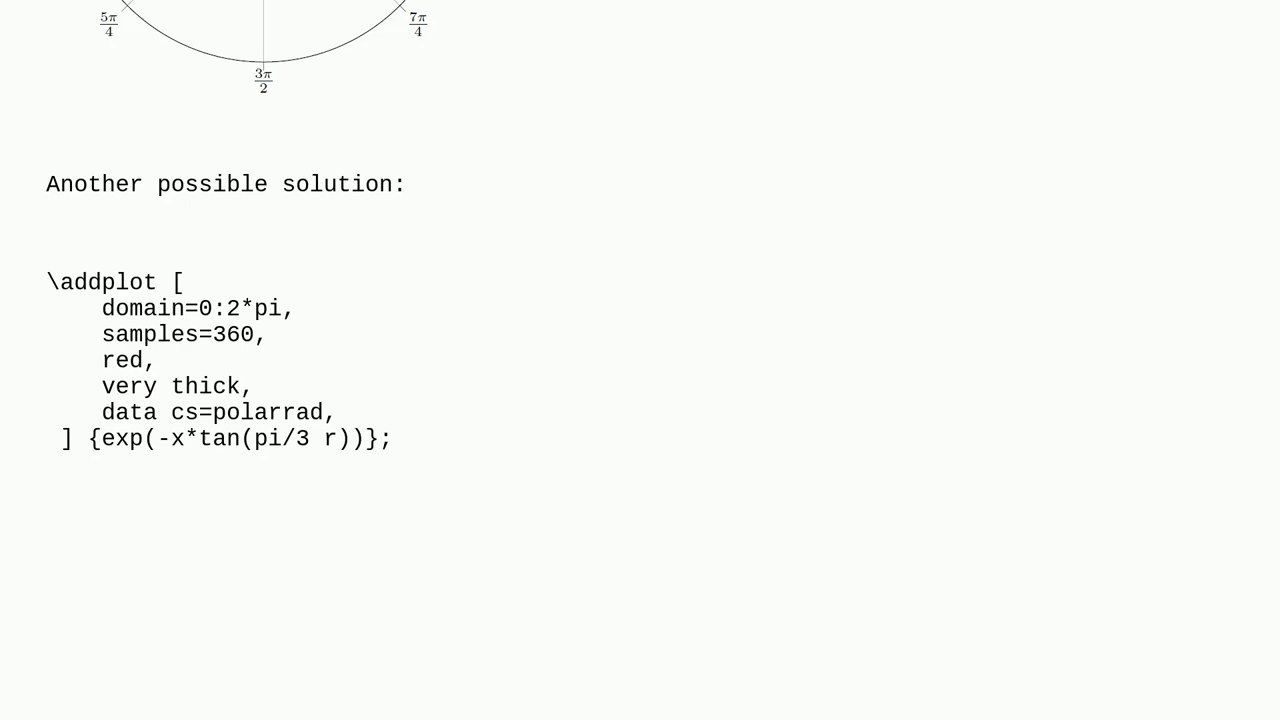 5π/4
7π/4
3π/2
Another possible solution:
\addplot [
    domain=0:2*pi,
    samples=360,
    red,
    very thick,
    data cs=polarrad,
 ] {exp(-x*tan(pi/3 r))};